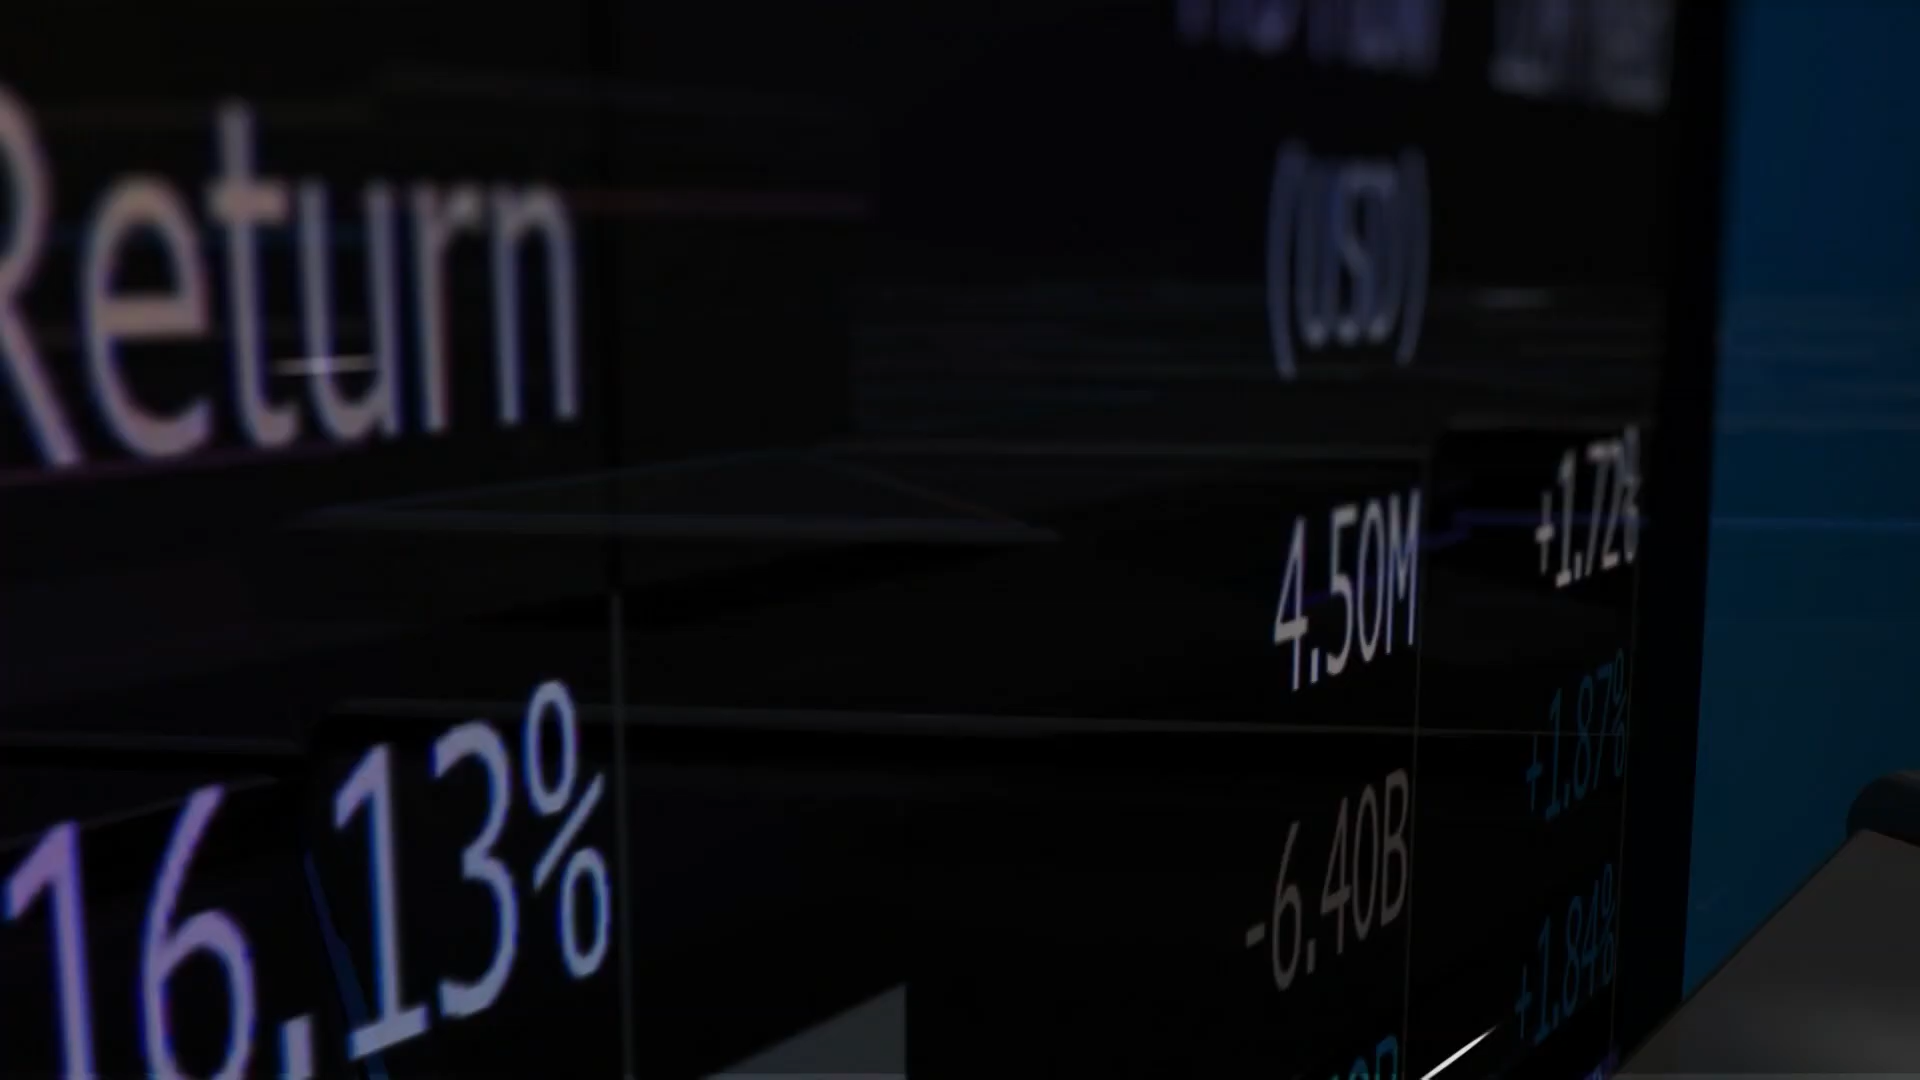 Return
(USD)
4.50M +1.72%
-6.40B +1.87%
16.13%
+1.84%